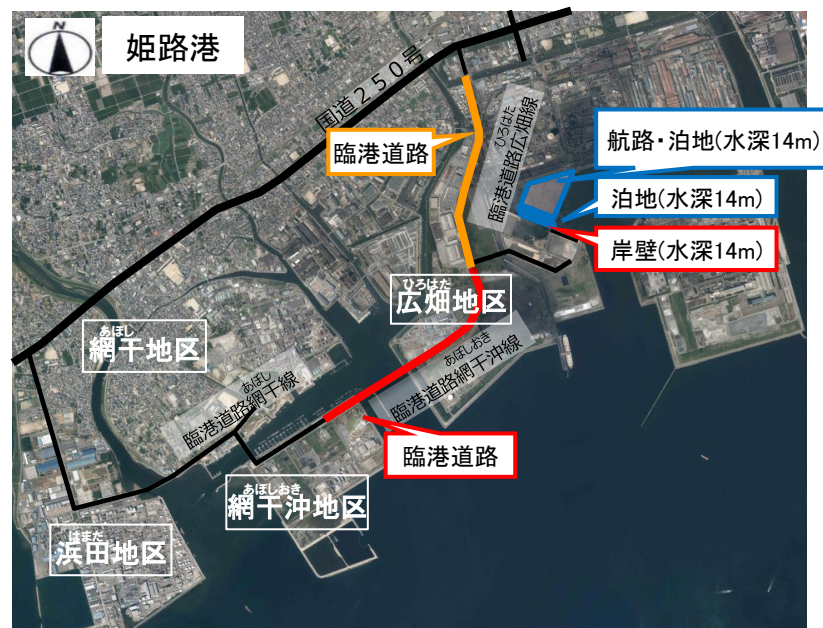 N
姫路港
国道250号
臨港道路
ひろはた
臨港道路広畑線
航路・泊地(水深14m)
泊地(水深14m)
岸壁(水深14m)
ひろはた
広畑地区
あぼし
網干地区
あぼし
臨港道路網干線
あぼしおき
臨港道路網干沖線
臨港道路
あぼしおき
網干沖地区
はまだ
浜田地区